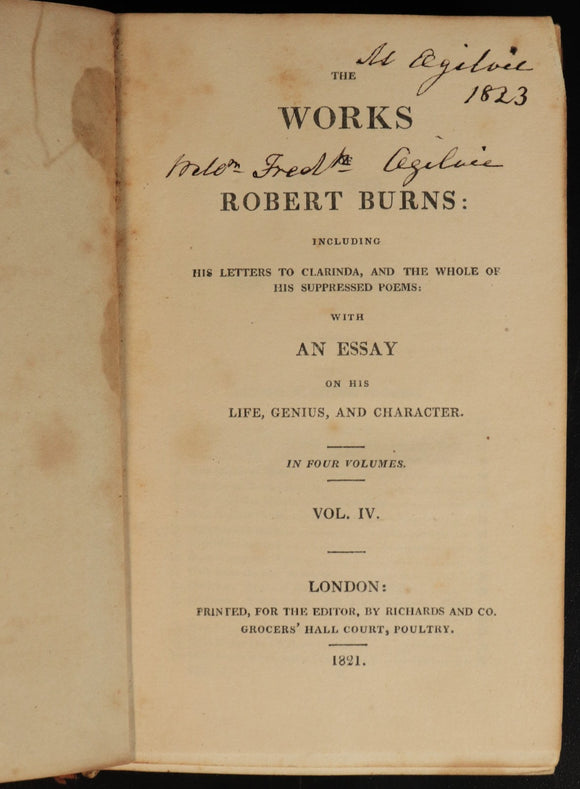 M Ogilvie
1823
THE
WORKS
Fredk Ogilvie
ROBERT BURNS:
INCLUDING
HIS LETTERS TO CLARINDA, AND THE WHOLE OF
HIS SUPPRESSED POEMS:
WITH
AN ESSAY
ON HIS
LIFE, GENIUS, AND CHARACTER.
IN FOUR VOLUMES.
VOL. IV.
LONDON:
PRINTED, FOR THE EDITOR, BY RICHARDS AND CO.
GROCERS' HALL COURT, POULTRY.
1821.